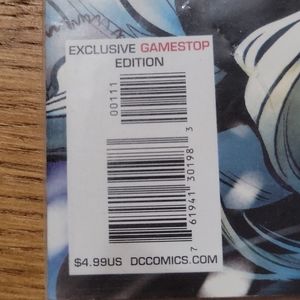 EXCLUSIVE GAMESTOP
EDITION
00111
7 61941 30198 3
$4.99US DCCOMICS.COM